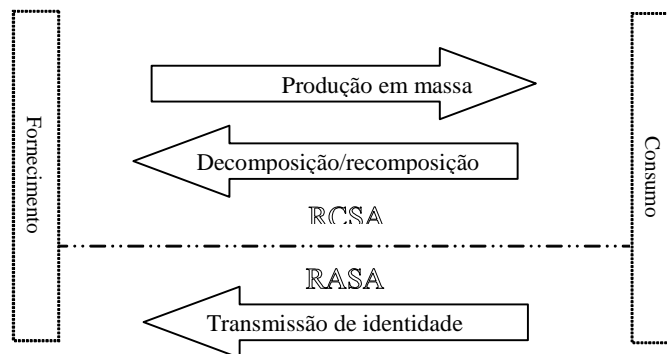 Fornecimento
Produção em massa
Decomposição/recomposição
RCSA
RASA
Transmissão de identidade
Consumo